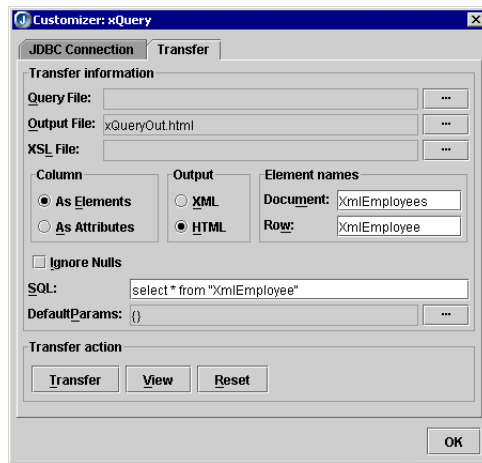 Customizer: xQuery
JDBC Connection Transfer
Transfer information
Query File: ...
Output File: xQueryOut.html ...
XSL File: ...
Column Output Element names
As Elements XML Document: XmlEmployees
As Attributes HTML Row: XmlEmployee
Ignore Nulls
SQL: select * from "XmlEmployee"
DefaultParams: {} ...
Transfer action
Transfer View Reset
OK